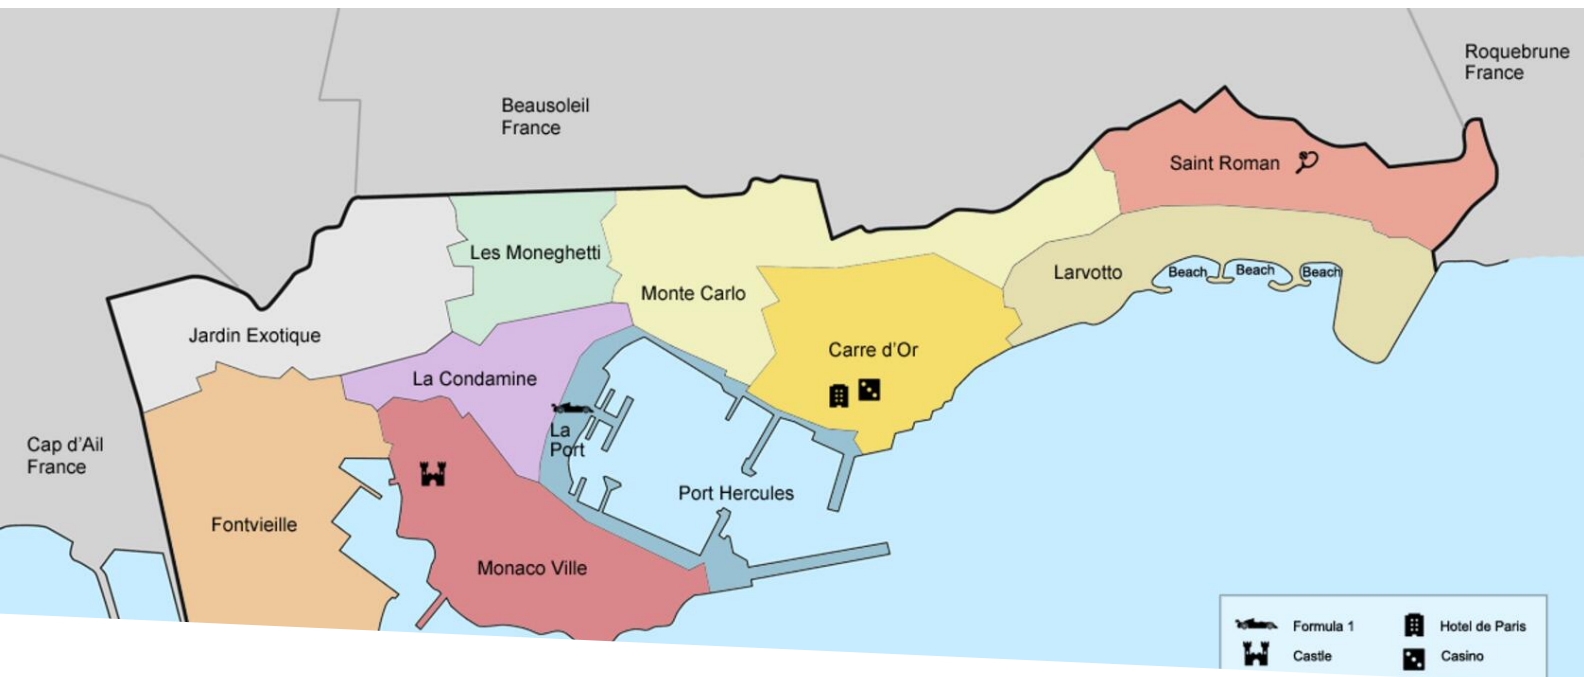 Roquebrune
France
Beausoleil
France
Saint Roman
Les Moneghetti
Larvotto
Beach
Beach
Beach
Monte Carlo
Jardin Exotique
Carre d'Or
La Condamine
La
Port
Cap d'Ail
France
Port Hercules
Fontvieille
Monaco Ville
Formula 1
Hotel de Paris
Castle
Casino